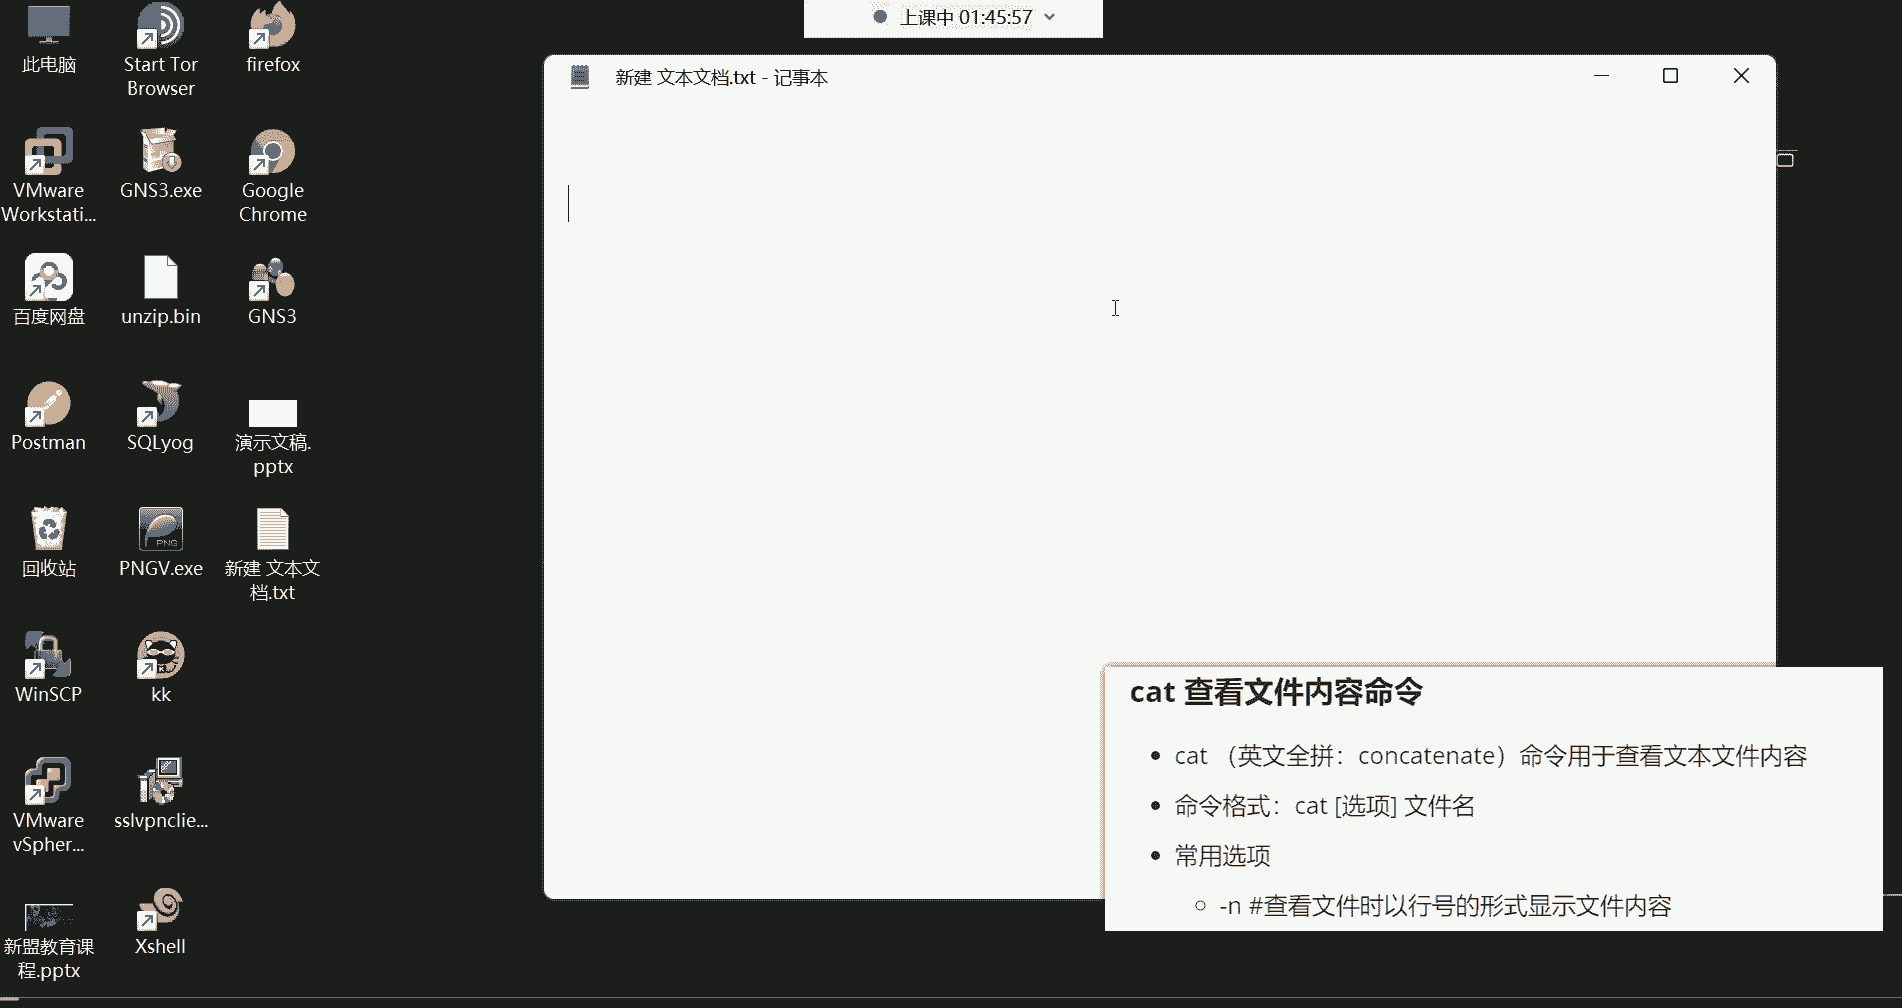 上课中 01:45:57
此电脑
Start Tor
Browser
firefox
VMware
Workstati...
GNS3.exe
Google
Chrome
百度网盘
unzip.bin
GNS3
Postman
SQLyog
演示文稿.
pptx
回收站
PNG
PNGV.exe
新建 文本文
档.txt
WinSCP
kk
VMware
vSpher...
sslvpnclie...
新盟教育课
程.pptx
Xshell
新建 文本文档.txt - 记事本
cat 查看文件内容命令
cat （英文全拼：concatenate）命令用于查看文本文件内容
命令格式：cat [选项] 文件名
常用选项
-n #查看文件时以行号的形式显示文件内容